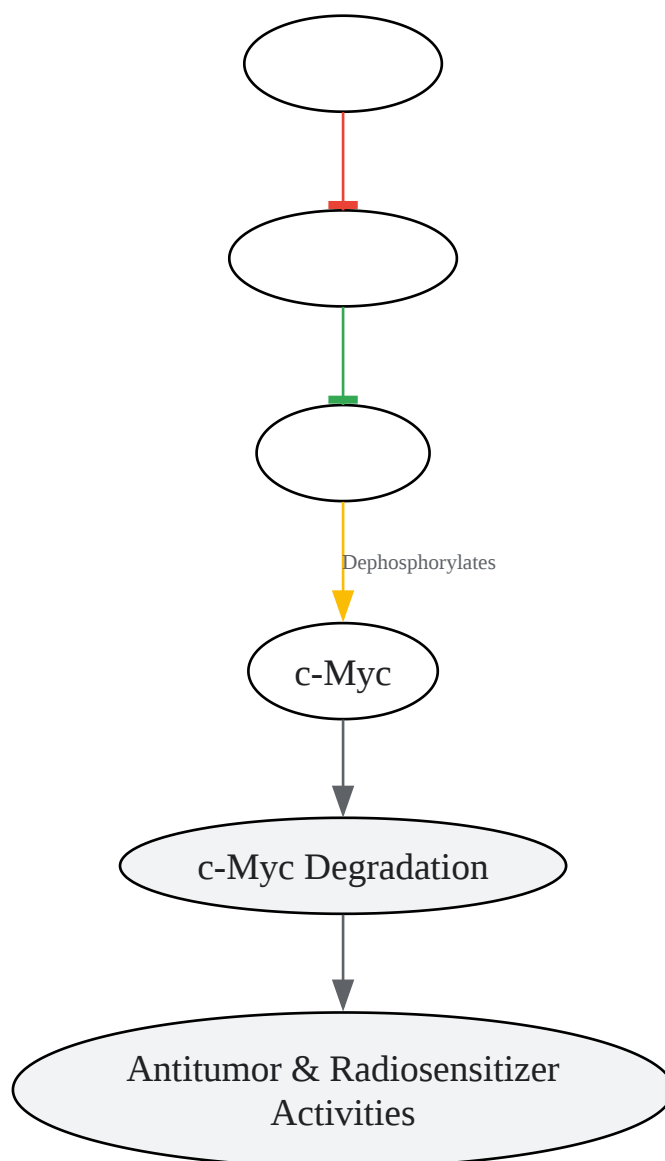 Dephosphorylates
c-Myc
c-Myc Degradation
Antitumor & Radiosensitizer
Activities